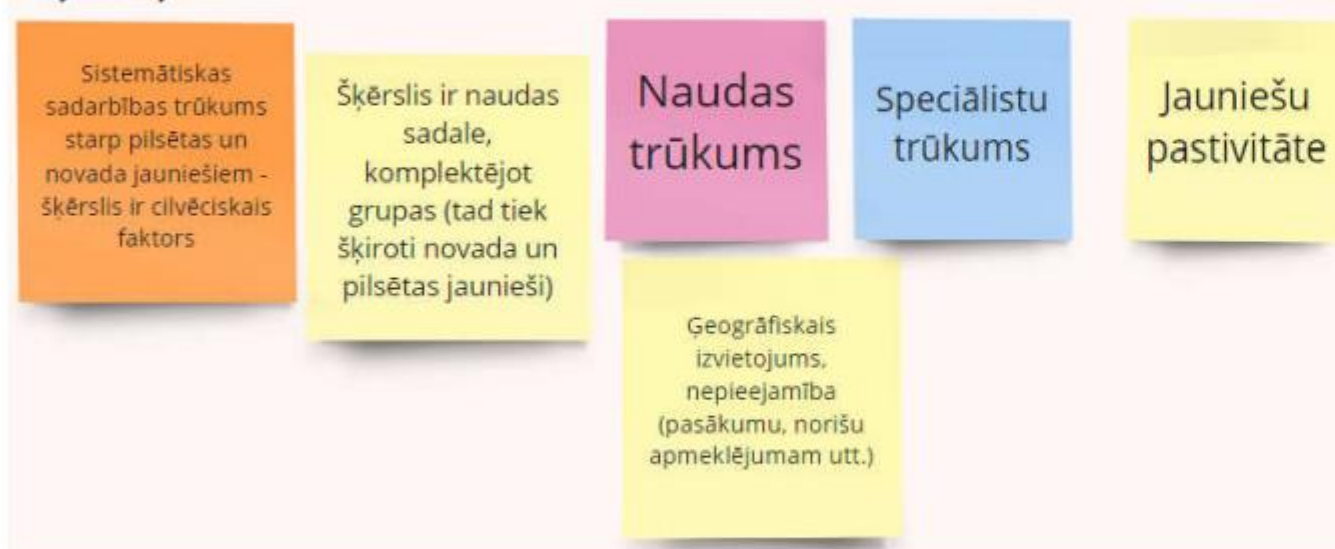 Sistemātiskas
sadarbības trūkums
starp pilsētas un
novada jauniešiem -
šķērslis ir cilvēciskais
faktors
Šķērslis ir naudas
sadale,
komplektējot
grupas (tad tiek
šķiroti novada un
pilsētas jaunieši)
Naudas
trūkums
Speciālistu
trūkums
Jauniešu
pastivitāte
Ģeogrāfiskais
izvietojums,
nepieejamība
(pasākumu, norišu
apmeklējumam utt.)